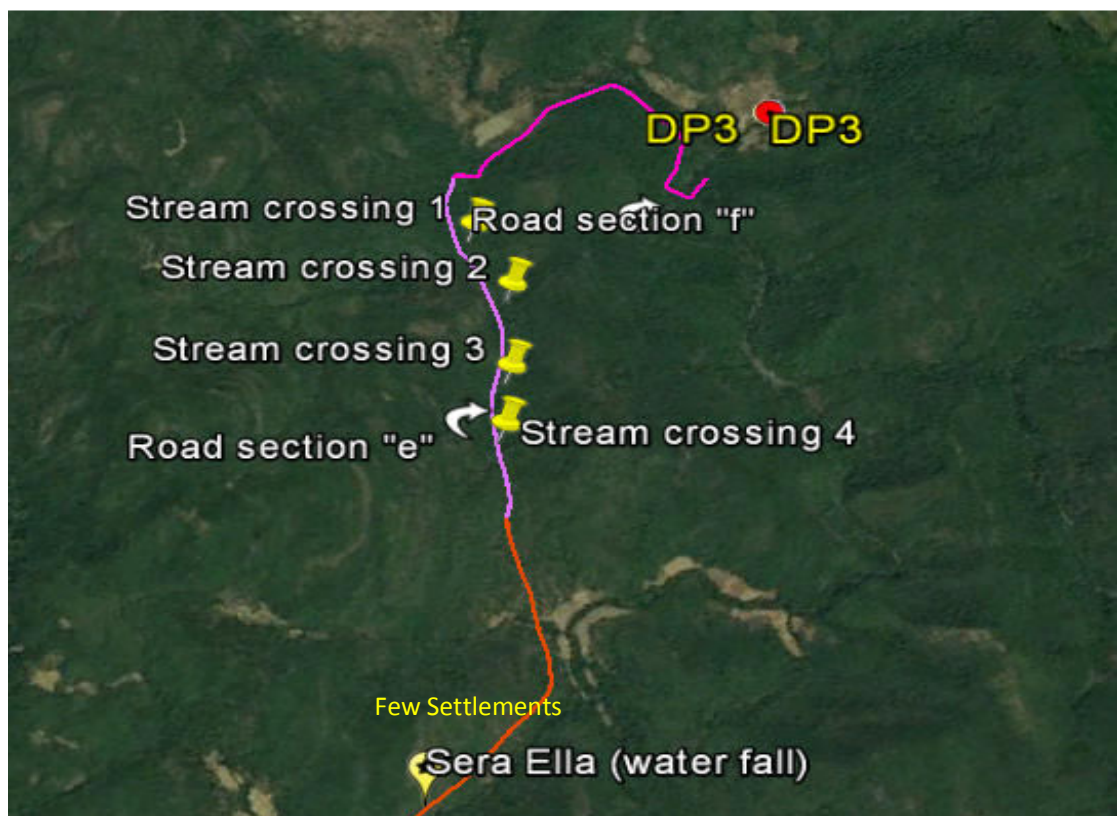 DP3 DP3
Stream crossing 1
Road section "f"
Stream crossing 2
Stream crossing 3
Stream crossing 4
Road section "e"
Few Settlements
Sera Ella (water fall)